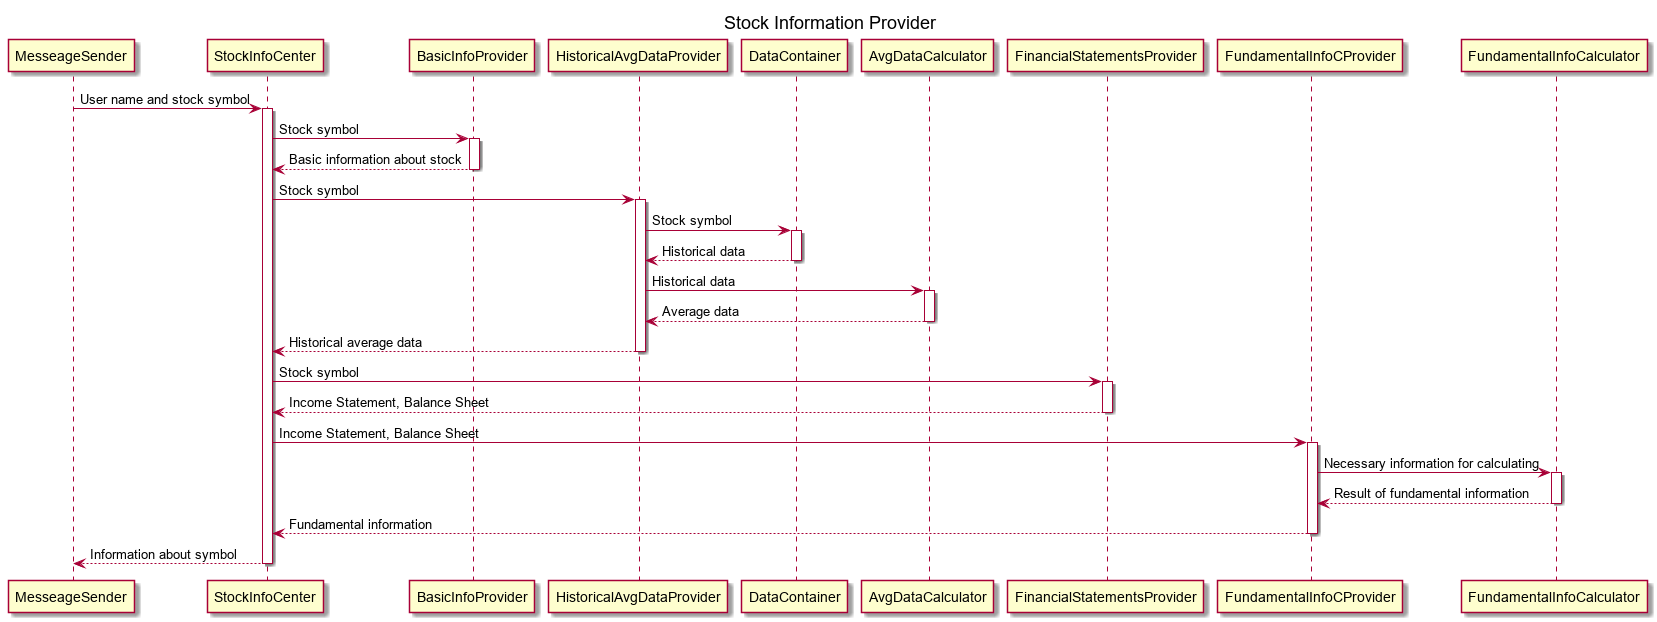 Stock Information Provider
MesseageSender
StockInfoCenter
BasicInfoProvider
HistoricalAvgDataProvider
DataContainer
AvgDataCalculator
FinancialStatementsProvider
FundamentalInfoCProvider
FundamentalInfoCalculator
User name and stock symbol
Stock symbol
Basic information about stock
Stock symbol
Stock symbol
Historical data
Historical data
Average data
Historical average data
Stock symbol
Income Statement, Balance Sheet
Income Statement, Balance Sheet
Necessary information for calculating
Result of fundamental information
Fundamental information
Information about symbol
MesseageSender
StockInfoCenter
BasicInfoProvider
HistoricalAvgDataProvider
DataContainer
AvgDataCalculator
FinancialStatementsProvider
FundamentalInfoCProvider
FundamentalInfoCalculator